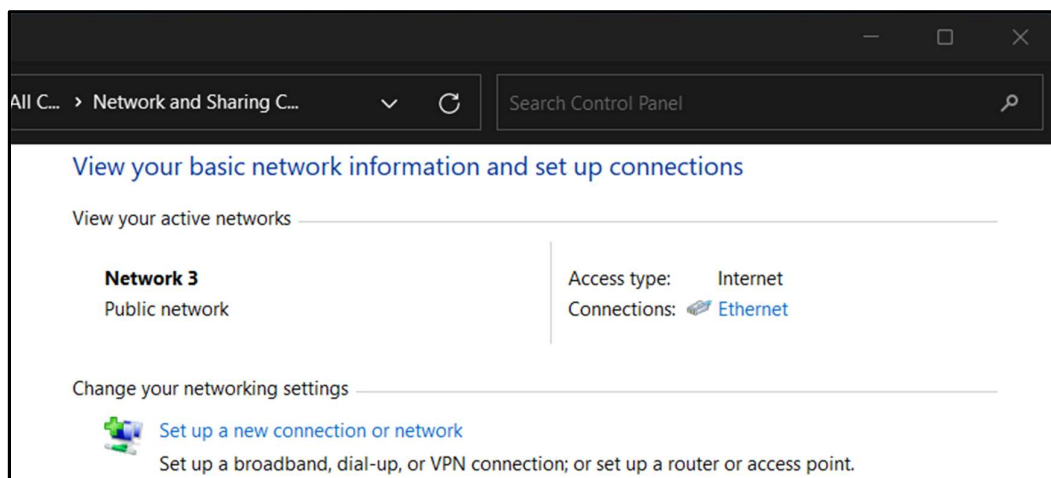 All C... > Network and Sharing C... Search Control Panel
View your basic network information and set up connections
View your active networks
Network 3 Access type: Internet
Public network Connections: Ethernet
Change your networking settings
Set up a new connection or network
Set up a broadband, dial-up, or VPN connection; or set up a router or access point.